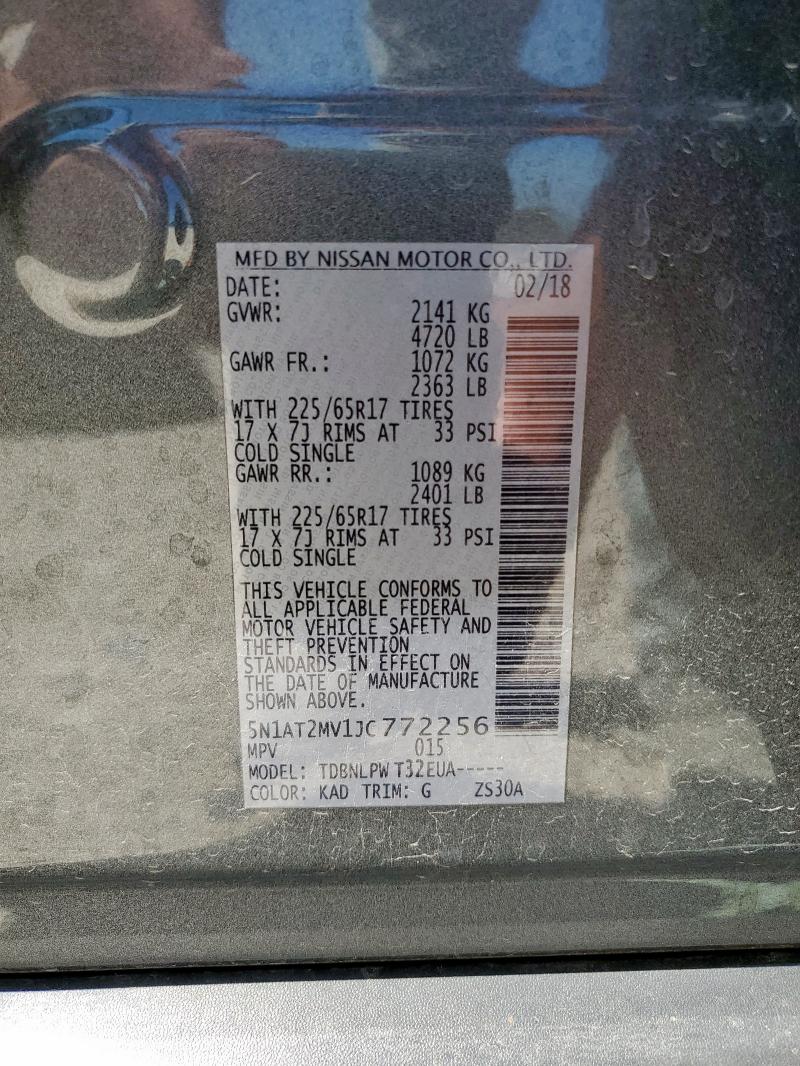 MFD BY NISSAN MOTOR CO., LTD.
DATE: 02/18
GVWR: 2141 KG
4720 LB
GAWR FR.: 1072 KG
2363 LB
WITH 225/65R17 TIRES
17 X 7J RIMS AT 33 PSI
COLD SINGLE
GAWR RR.: 1089 KG
2401 LB
WITH 225/65R17 TIRES
17 X 7J RIMS AT 33 PSI
COLD SINGLE
THIS VEHICLE CONFORMS TO
ALL APPLICABLE FEDERAL
MOTOR VEHICLE SAFETY AND
THEFT PREVENTION
STANDARDS IN EFFECT ON
THE DATE OF MANUFACTURE
SHOWN ABOVE.
5N1AT2MV1JC772256
MPV 015
MODEL: TDBNLPW T32EUA-----
COLOR: KAD TRIM: G ZS30A